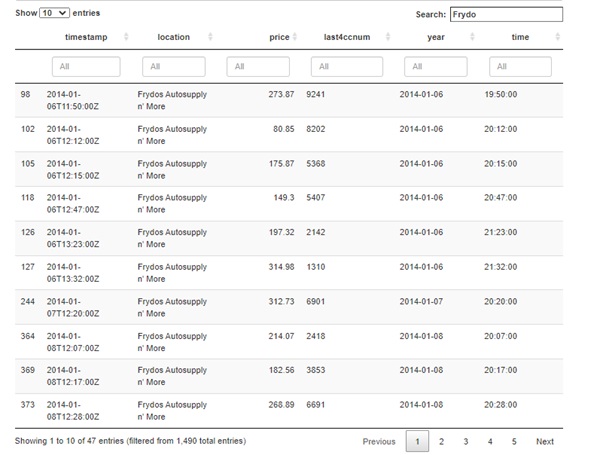 Show 10 entries Search: Frydo
timestamp location price last4ccnum year time
All All All All All All
98 2014-01- Frydos Autosupply 273.87 9241 2014-01-06 19:50:00
06T11:50:00Z n' More
102 2014-01- Frydos Autosupply 80.85 8202 2014-01-06 20:12:00
06T12:12:00Z n' More
105 2014-01- Frydos Autosupply 175.87 5368 2014-01-06 20:15:00
06T12:15:00Z n' More
118 2014-01- Frydos Autosupply 149.3 5407 2014-01-06 20:47:00
06T12:47:00Z n' More
126 2014-01- Frydos Autosupply 197.32 2142 2014-01-06 21:23:00
06T13:23:00Z n' More
127 2014-01- Frydos Autosupply 314.98 1310 2014-01-06 21:32:00
06T13:32:00Z n' More
244 2014-01- Frydos Autosupply 312.73 6901 2014-01-07 20:20:00
07T12:20:00Z n' More
364 2014-01- Frydos Autosupply 214.07 2418 2014-01-08 20:07:00
08T12:07:00Z n' More
369 2014-01- Frydos Autosupply 182.56 3853 2014-01-08 20:17:00
08T12:17:00Z n' More
373 2014-01- Frydos Autosupply 268.89 6691 2014-01-08 20:28:00
08T12:28:00Z n' More
Showing 1 to 10 of 47 entries (filtered from 1,490 total entries) Previous 1 2 3 4 5 Next